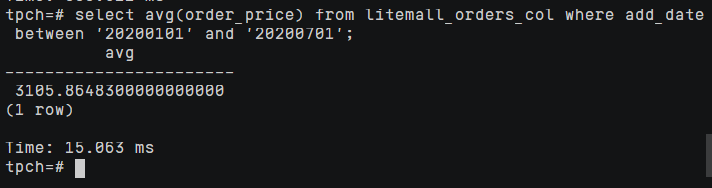 tpch=# select avg(order_price) from litemall_orders_col where add_date
 between '20200101' and '20200701';
          avg
-----------------------
 3105.8648300000000000
(1 row)

Time: 15.063 ms
tpch=#